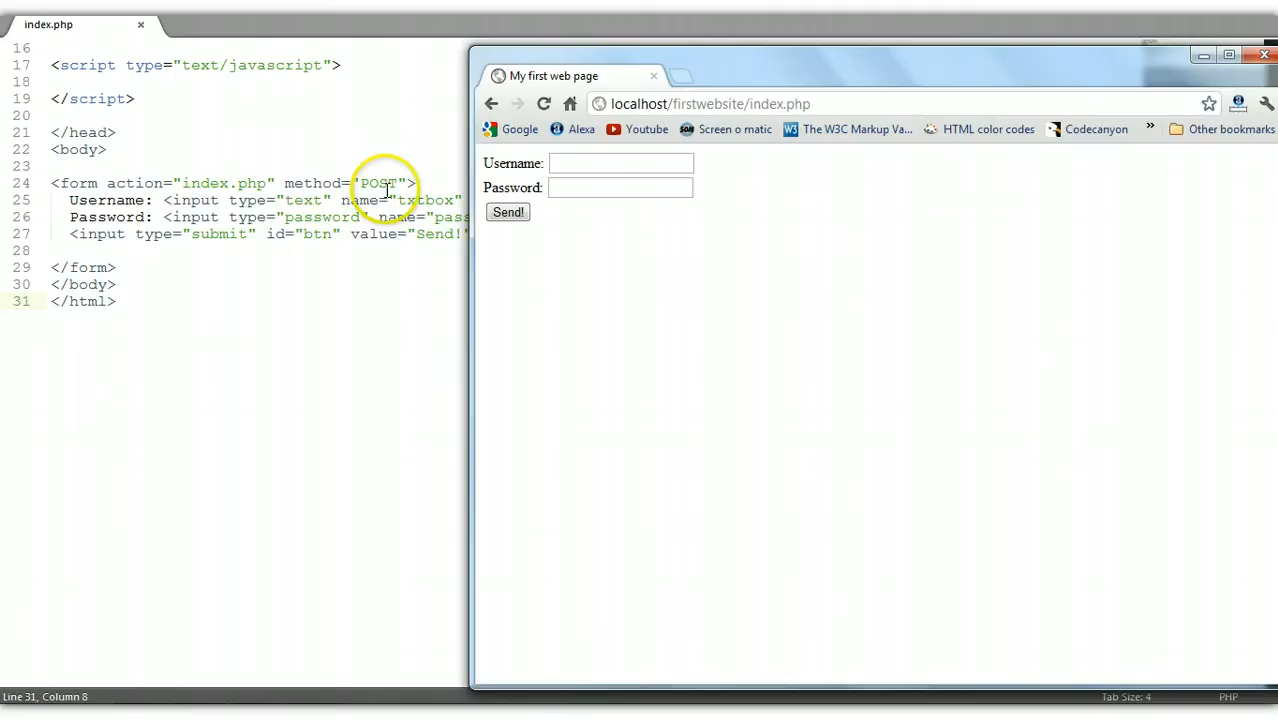 index.php
16
17 <script type="text/javascript">
18
19 </script>
20
21 </head>
22 <body>
23
24 <form action="index.php" method="POST">
25 Username: <input type="text" name="txtbox"
26 Password: <input type="password" name="pass
27 <input type="submit" id="btn" value="Send!"
28
29 </form>
30 </body>
31 </html>
Line 31, Column 8
Tab Size: 4
PHP
My first web page
localhost/firstwebsite/index.php
Google Alexa Youtube Screen o matic The W3C Markup Va... HTML color codes Codecanyon » Other bookmarks
Username:
Password:
Send!